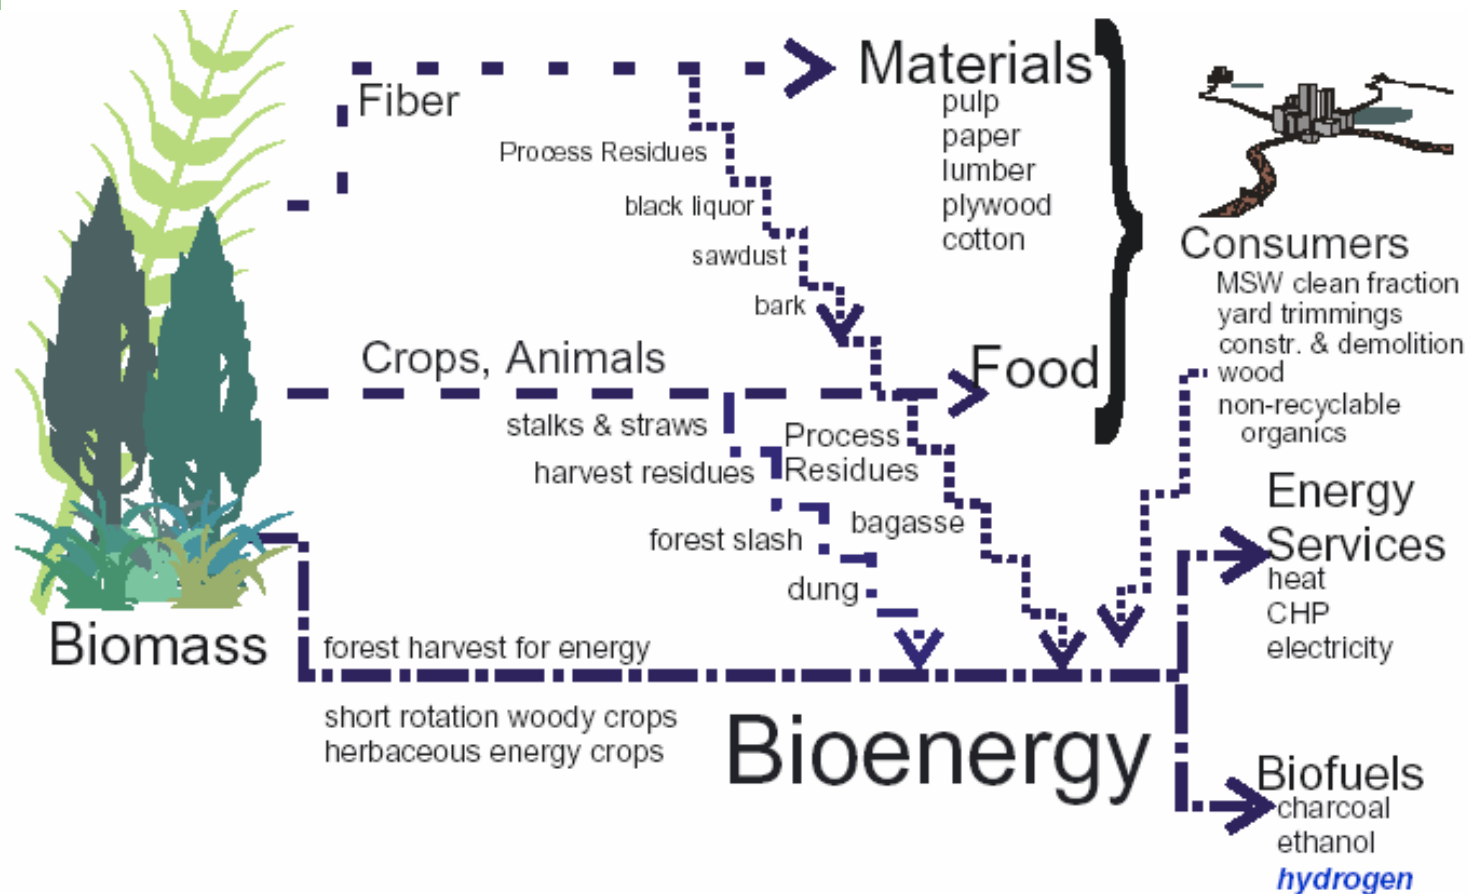 Fiber
Process Residues
black liquor
sawdust
bark
Materials
pulp
paper
lumber
plywood
cotton
Consumers
MSW clean fraction
yard trimmings
constr. & demolition
wood
non-recyclable
organics
Crops, Animals
Food
stalks & straws
harvest residues
forest slash
dung
Process
Residues
bagasse
Biomass
forest harvest for energy
short rotation woody crops
herbaceous energy crops
Bioenergy
Energy
Services
heat
CHP
electricity
Biofuels
charcoal
ethanol
hydrogen